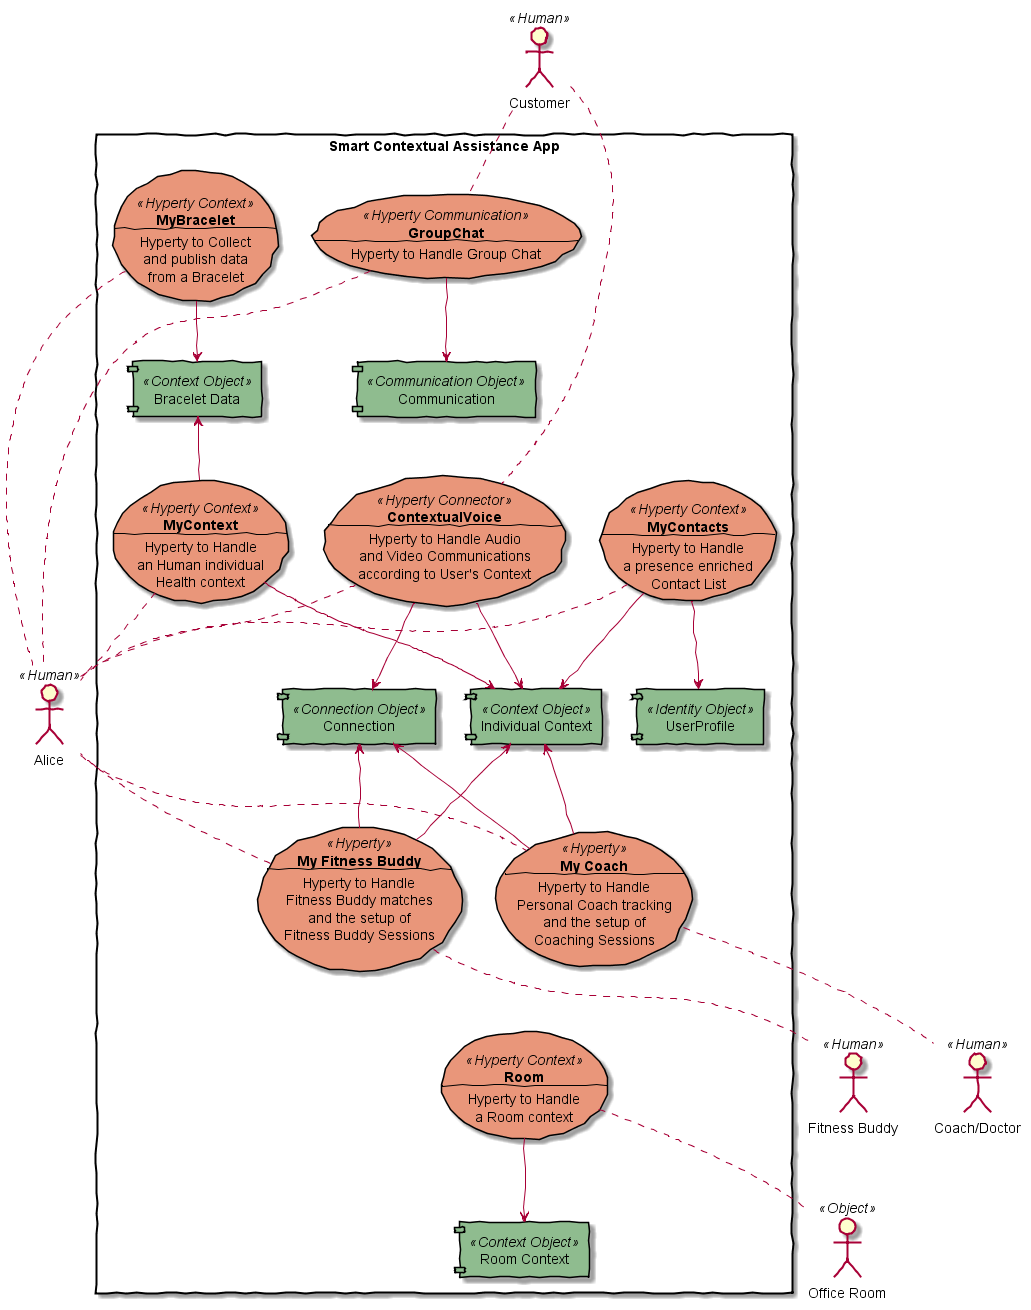 «Human»
Customer
Smart Contextual Assistance App
«Hyperty Context»
MyBracelet
Hyperty to Collect
and publish data
from a Bracelet
«Hyperty Communication»
GroupChat
Hyperty to Handle Group Chat
«Context Object»
Bracelet Data
«Communication Object»
Communication
«Hyperty Context»
MyContext
Hyperty to Handle
an Human individual
Health context
«Hyperty Connector»
ContextualVoice
Hyperty to Handle Audio
and Video Communications
according to User's Context
«Hyperty Context»
MyContacts
Hyperty to Handle
a presence enriched
Contact List
«Human»
Alice
«Connection Object»
Connection
«Context Object»
Individual Context
«Identity Object»
UserProfile
«Hyperty»
My Fitness Buddy
Hyperty to Handle
Fitness Buddy matches
and the setup of
Fitness Buddy Sessions
«Hyperty»
My Coach
Hyperty to Handle
Personal Coach tracking
and the setup of
Coaching Sessions
«Hyperty Context»
Room
Hyperty to Handle
a Room context
«Human»
Fitness Buddy
«Human»
Coach/Doctor
«Context Object»
Room Context
«Object»
Office Room